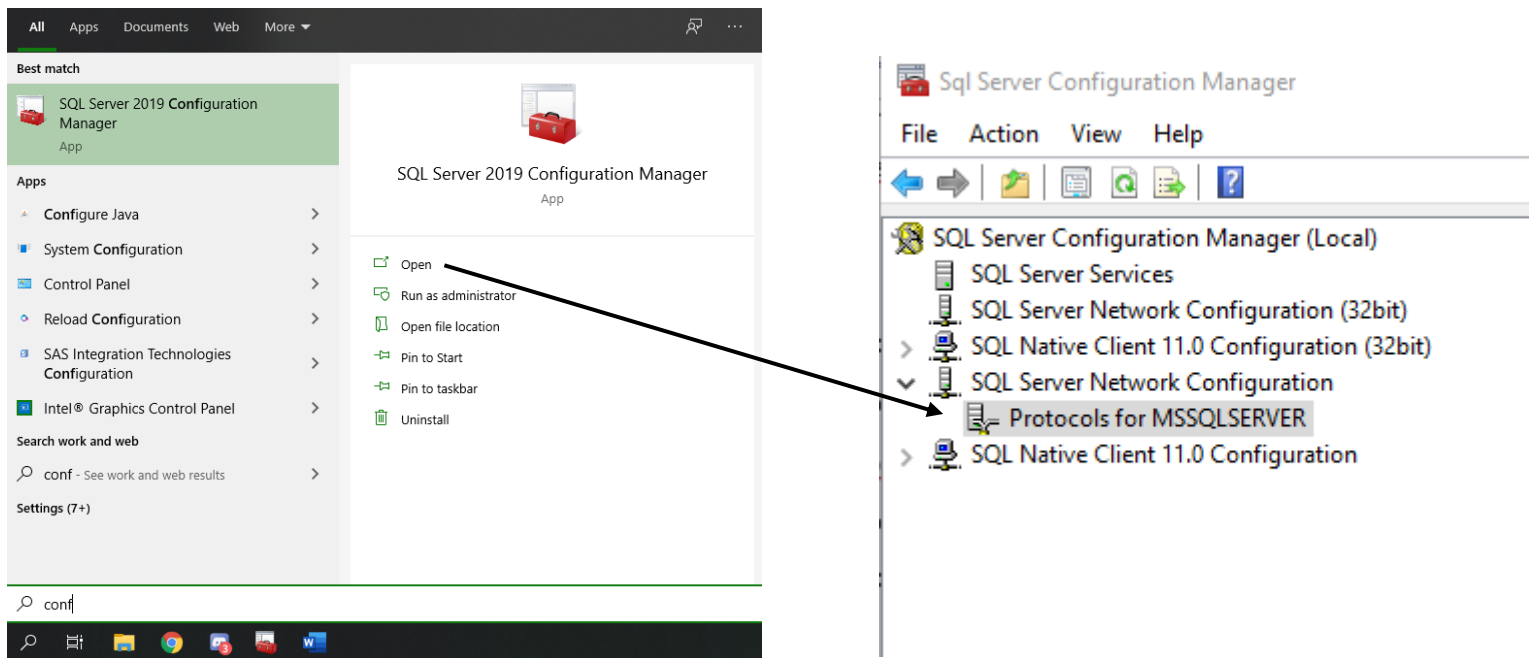 All Apps Documents Web More
Best match
SQL Server 2019 Configuration
Manager
App
Apps
Configure Java
System Configuration
Control Panel
Reload Configuration
SAS Integration Technologies
Configuration
Intel® Graphics Control Panel
Search work and web
conf - See work and web results
Settings (7+)
SQL Server 2019 Configuration Manager
App
Open
Run as administrator
Open file location
Pin to Start
Pin to taskbar
Uninstall
conf
3
W
Sql Server Configuration Manager
File Action View Help
?
SQL Server Configuration Manager (Local)
SQL Server Services
SQL Server Network Configuration (32bit)
SQL Native Client 11.0 Configuration (32bit)
SQL Server Network Configuration
Protocols for MSSQLSERVER
SQL Native Client 11.0 Configuration